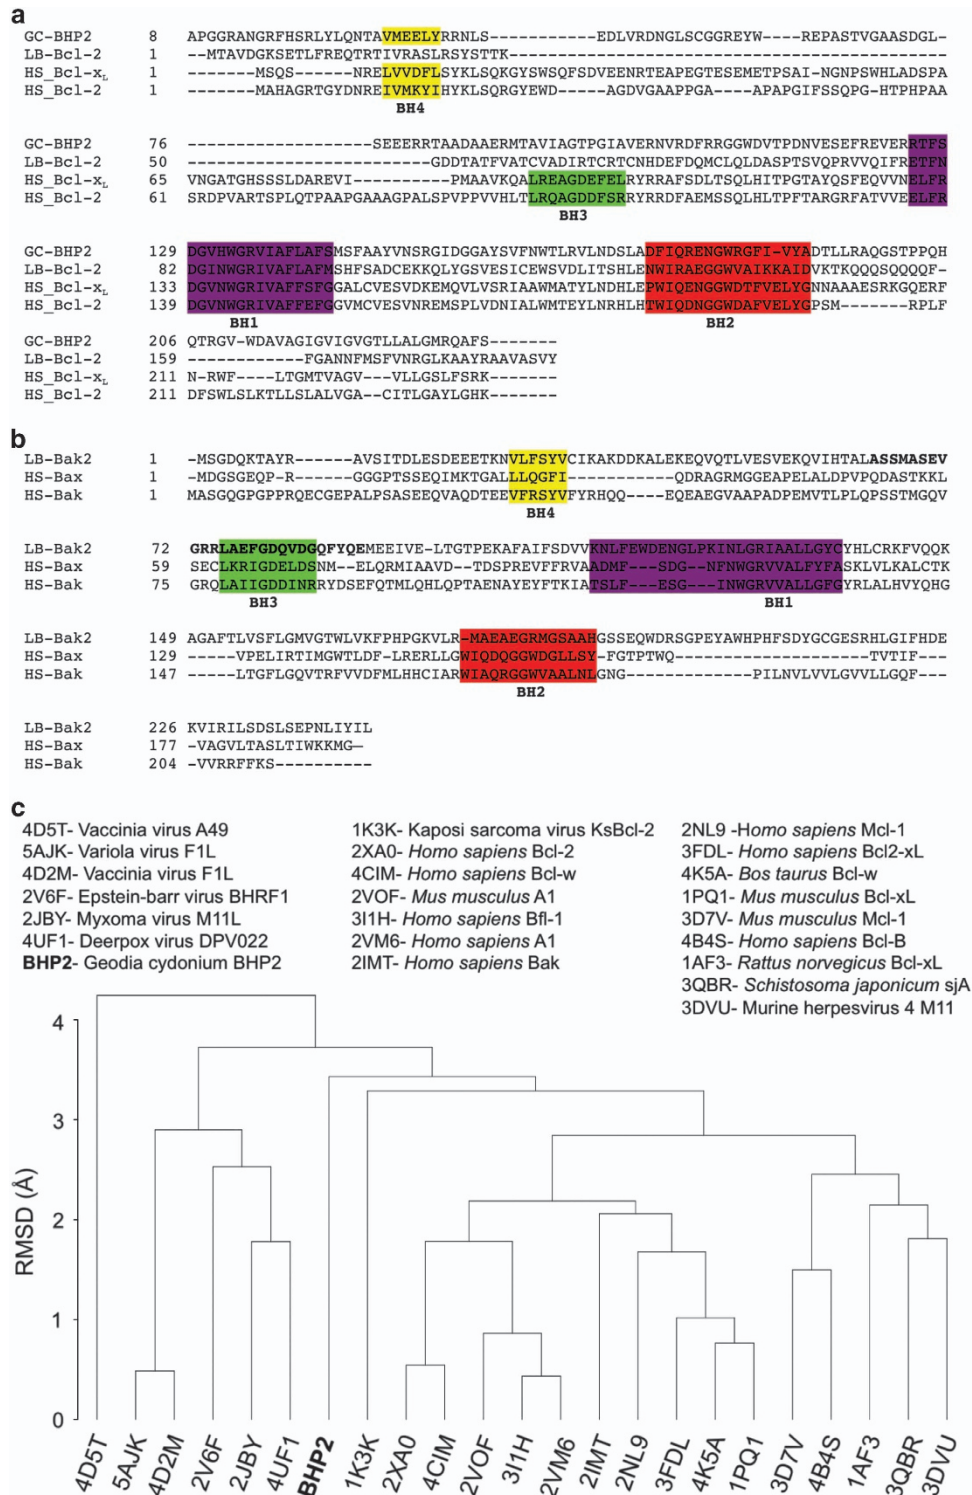 a
GC-BHP2 8 APGGRANGRFHSRLYLQNTAVMEELYRRNLS---------------EDLVRDNGLSCGGREYW----REPASTVGAASDGL-
LB-Bcl-2 1 --MTAVDGKSETLFREQTRTIVRASLRSYSTTK---------------------------------------------
HS_Bcl-xL 1 -------MSQS----NRELVVDFLSYKLSQKGYSWSQFSDVEENRTEAPEGTESEMETPSAI-NGNPSWHLADSPA
HS_Bcl-2 1 -------MAHAGRTGYDNREIVMKYIHYKLSQRGYEWD-----AGDVGAAPPGA----APAPGIFSSQPG-HTPHPAA
BH4
GC-BHP2 76 -------------------SEEERRTAADAAERAMTAVIAGTPGIAVERNVRDFRRGGWDVTPDNVESEFREVERRTFS
LB-Bcl-2 50 -------------------------GDDTATFVATCVADIRTCRTCNHDEFDQMCLQLDASPTSVQPRVVQIFRETFN
HS_Bcl-xL 65 VNGATGHSSSLDAREVI----------PMAAVKQALREAGDEFELRYRRAFSDLTSQLHITPGTAYQSFEQVVNELFR
HS_Bcl-2 61 SRDPVARTSPLQTPAAPGAAAGPALSPVPPVVHLTLRQAGDDFSRRYRRDFAEMSSQLHLTPFTARGRFATVVEELFR
BH3
GC-BHP2 129 DGVHWGRVIAFLAFSMSFAAYVNSRGIDGGAYSVFNWTLRVLNDSLADFIQRENGWRGFI-VYADTLLRAQGSTPPQH
LB-Bcl-2 82 DGINWGRIVAFLAFMSHFSADCEKKQLYGSVESICEWSVDLITSHLENWIRAEGGWVAIKKAIDVKTKQQQSQQQQF-
HS_Bcl-xL 133 DGVNWGRIVAFFSFGGALCVESVDKEMQVLVSRIAAWMATYLNDHLEPWIQENGGWDTFVELYGNNAAAESRKGQERF
HS_Bcl-2 139 DGVNWGRIVAFFEFGGVMCVESVNREMSPLVDNIALWMTEYLNRHLHTWIQDNGGWDAFVELYGPSM-------RPLF
BH1 BH2
GC-BHP2 206 QTRGV-WDAVAGIGVIGVGTLLALGMRQAFS-------
LB-Bcl-2 159 ------------FGANNFMSFVNRGLKAAYRAAVASVY
HS_Bcl-xL 211 N-RWF----LTGMTVAGV---VLLGSLFSRK-------
HS_Bcl-2 211 DFSWLSLKTLLSLALVGA--CITLGAYLGHK-------
b
LB-Bak2 1 -MSGDQKTAYR------AVSITDLESDEEETKNVLFSYVCIKAKDDKALEKEQVQTLVESVEKQVIHTALASSMASEV
HS-Bax 1 -MDGSGEQP-R------GGGPTSSEQIMKTGALLLQGFI-----------QDRAGRMGGEAPELALDPVPQDASTKKL
HS-Bak 1 MASGQGPGPPRQECGEPALPSASEEQVAQDTEEVFRSYVFYRHQQ----EQEAEGVAAPADPEMVTLPLQPSSTMGQV
BH4
LB-Bak2 72 GRRLAEFGDQVDGQFYQEMEEIVE-LTGTPEKAFAIFSDVVKNLFEWDENGLPKINLGRIAALLGYCYHLCRKFVQQK
HS-Bax 59 SECLKRIGDELDSNM--ELQRMIAAVD--TDSPREVFFRVAADMF---SDG---NFNWGRVVALFYFASKLVLKALCTK
HS-Bak 75 GRQLAIIGDDINRRYDSEFQTMLQHLQPTAENAYEYFTKIATSLF---ESG---INWGRVVALLGFGYRLALHVYQHG
BH3 BH1
LB-Bak2 149 AGAFTLVSFLGMVGTWLVKFPHPGKVLR-MAEAEGRMGSAAHGSSEQWDRSGPEYAWHPHFSDYGCGESRHLGIFHDE
HS-Bax 129 -----VPELIRTIMGWTLDF-LRERLLGWIQDQGGWDGLLSY-FGTPTWQ--------------------TVTIF---
HS-Bak 147 ----LTGFLGQVTRFVVDFMLHHCIARWIAQRGGWVAALNLGNG-------------PILNVLVVLGVVLLGQF---
BH2
LB-Bak2 226 KVIRILSDSLSEPNLIYIL
HS-Bax 177 -VAGVLTASLTIWKKMG—
HS-Bak 204 -VVRRFFKS----------
c
4D5T- Vaccinia virus A49
5AJK- Variola virus F1L
4D2M- Vaccinia virus F1L
2V6F- Epstein-barr virus BHRF1
2JBY- Myxoma virus M11L
4UF1- Deerpox virus DPV022
BHP2- Geodia cydonium BHP2
1K3K- Kaposi sarcoma virus KsBcl-2
2XA0- Homo sapiens Bcl-2
4CIM- Homo sapiens Bcl-w
2VOF- Mus musculus A1
3I1H- Homo sapiens Bfl-1
2VM6- Homo sapiens A1
2IMT- Homo sapiens Bak
2NL9 -Homo sapiens Mcl-1
3FDL- Homo sapiens Bcl2-xL
4K5A- Bos taurus Bcl-w
1PQ1- Mus musculus Bcl-xL
3D7V- Mus musculus Mcl-1
4B4S- Homo sapiens Bcl-B
1AF3- Rattus norvegicus Bcl-xL
3QBR- Schistosoma japonicum sjA
3DVU- Murine herpesvirus 4 M11
RMSD (Å)
4
3
2
1
0
4D5T 5AJK 4D2M 2V6F 2JBY 4UF1 BHP2 1K3K 2XA0 4CIM 2VOF 3I1H 2VM6 2IMT 2NL9 3FDL 4K5A 1PQ1 3D7V 4B4S 1AF3 3QBR 3DVU